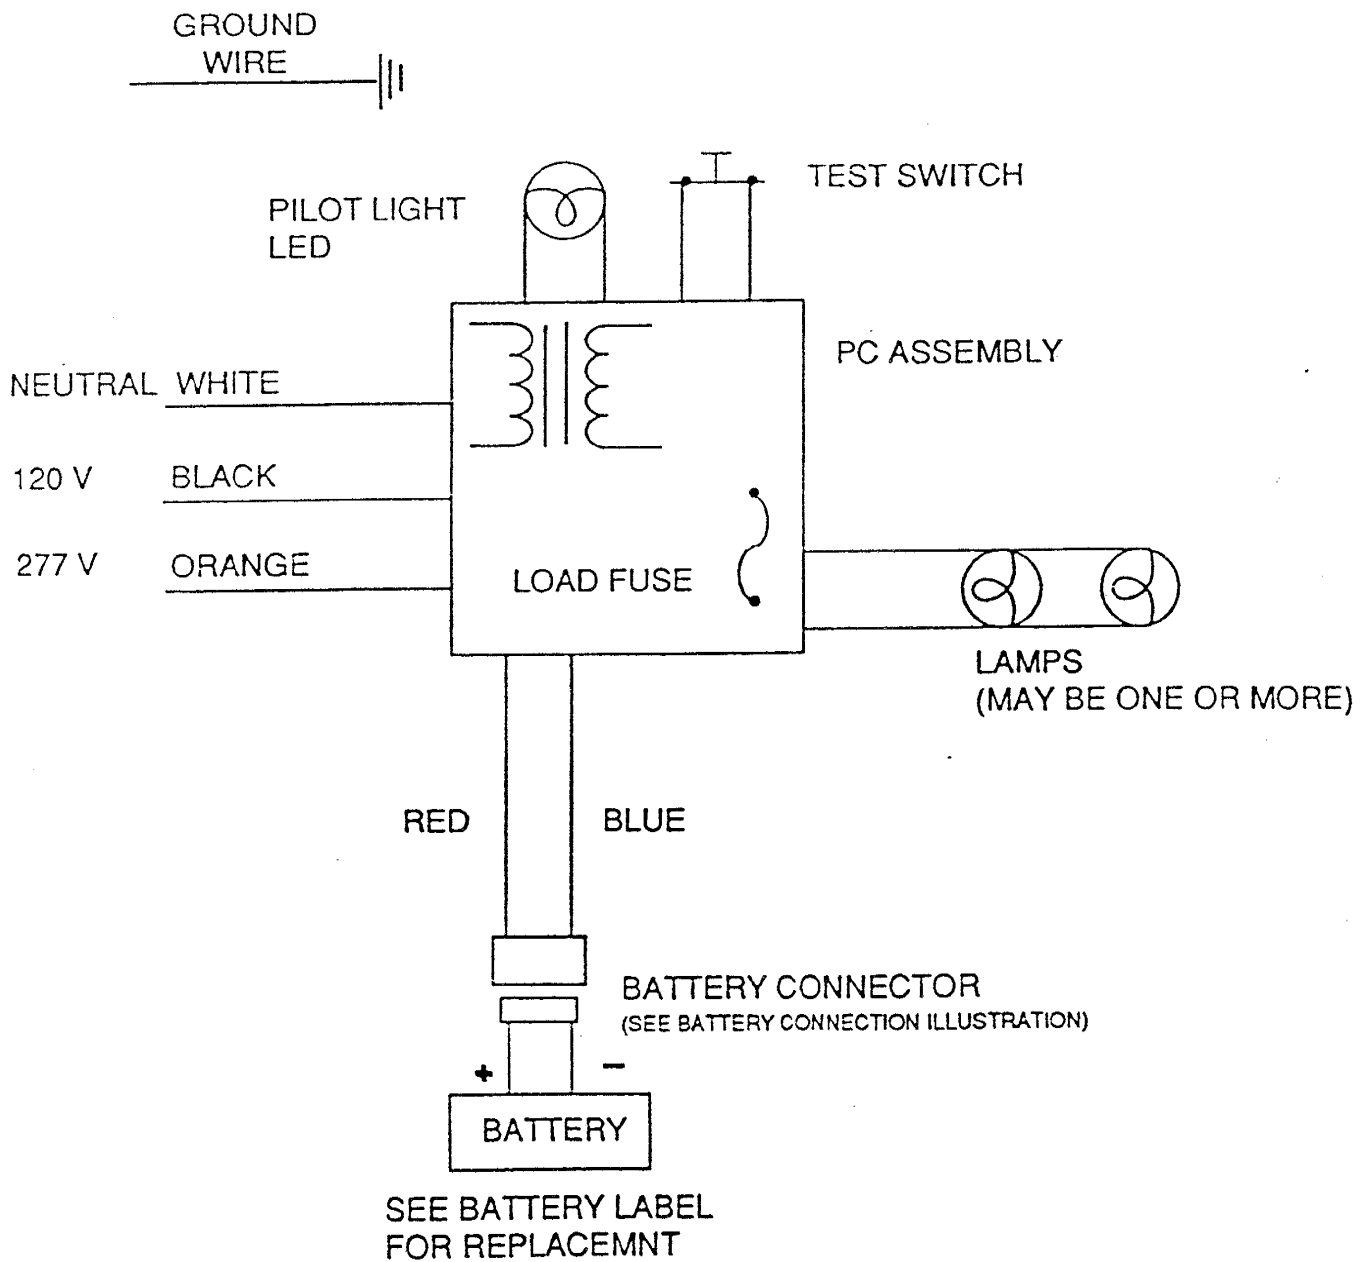 GROUND
WIRE
TEST SWITCH
PILOT LIGHT
LED
PC ASSEMBLY
NEUTRAL WHITE
120 V BLACK
277 V ORANGE
LOAD FUSE
LAMPS
(MAY BE ONE OR MORE)
RED BLUE
BATTERY CONNECTOR
(SEE BATTERY CONNECTION ILLUSTRATION)
+ –
BATTERY
SEE BATTERY LABEL
FOR REPLACEMNT